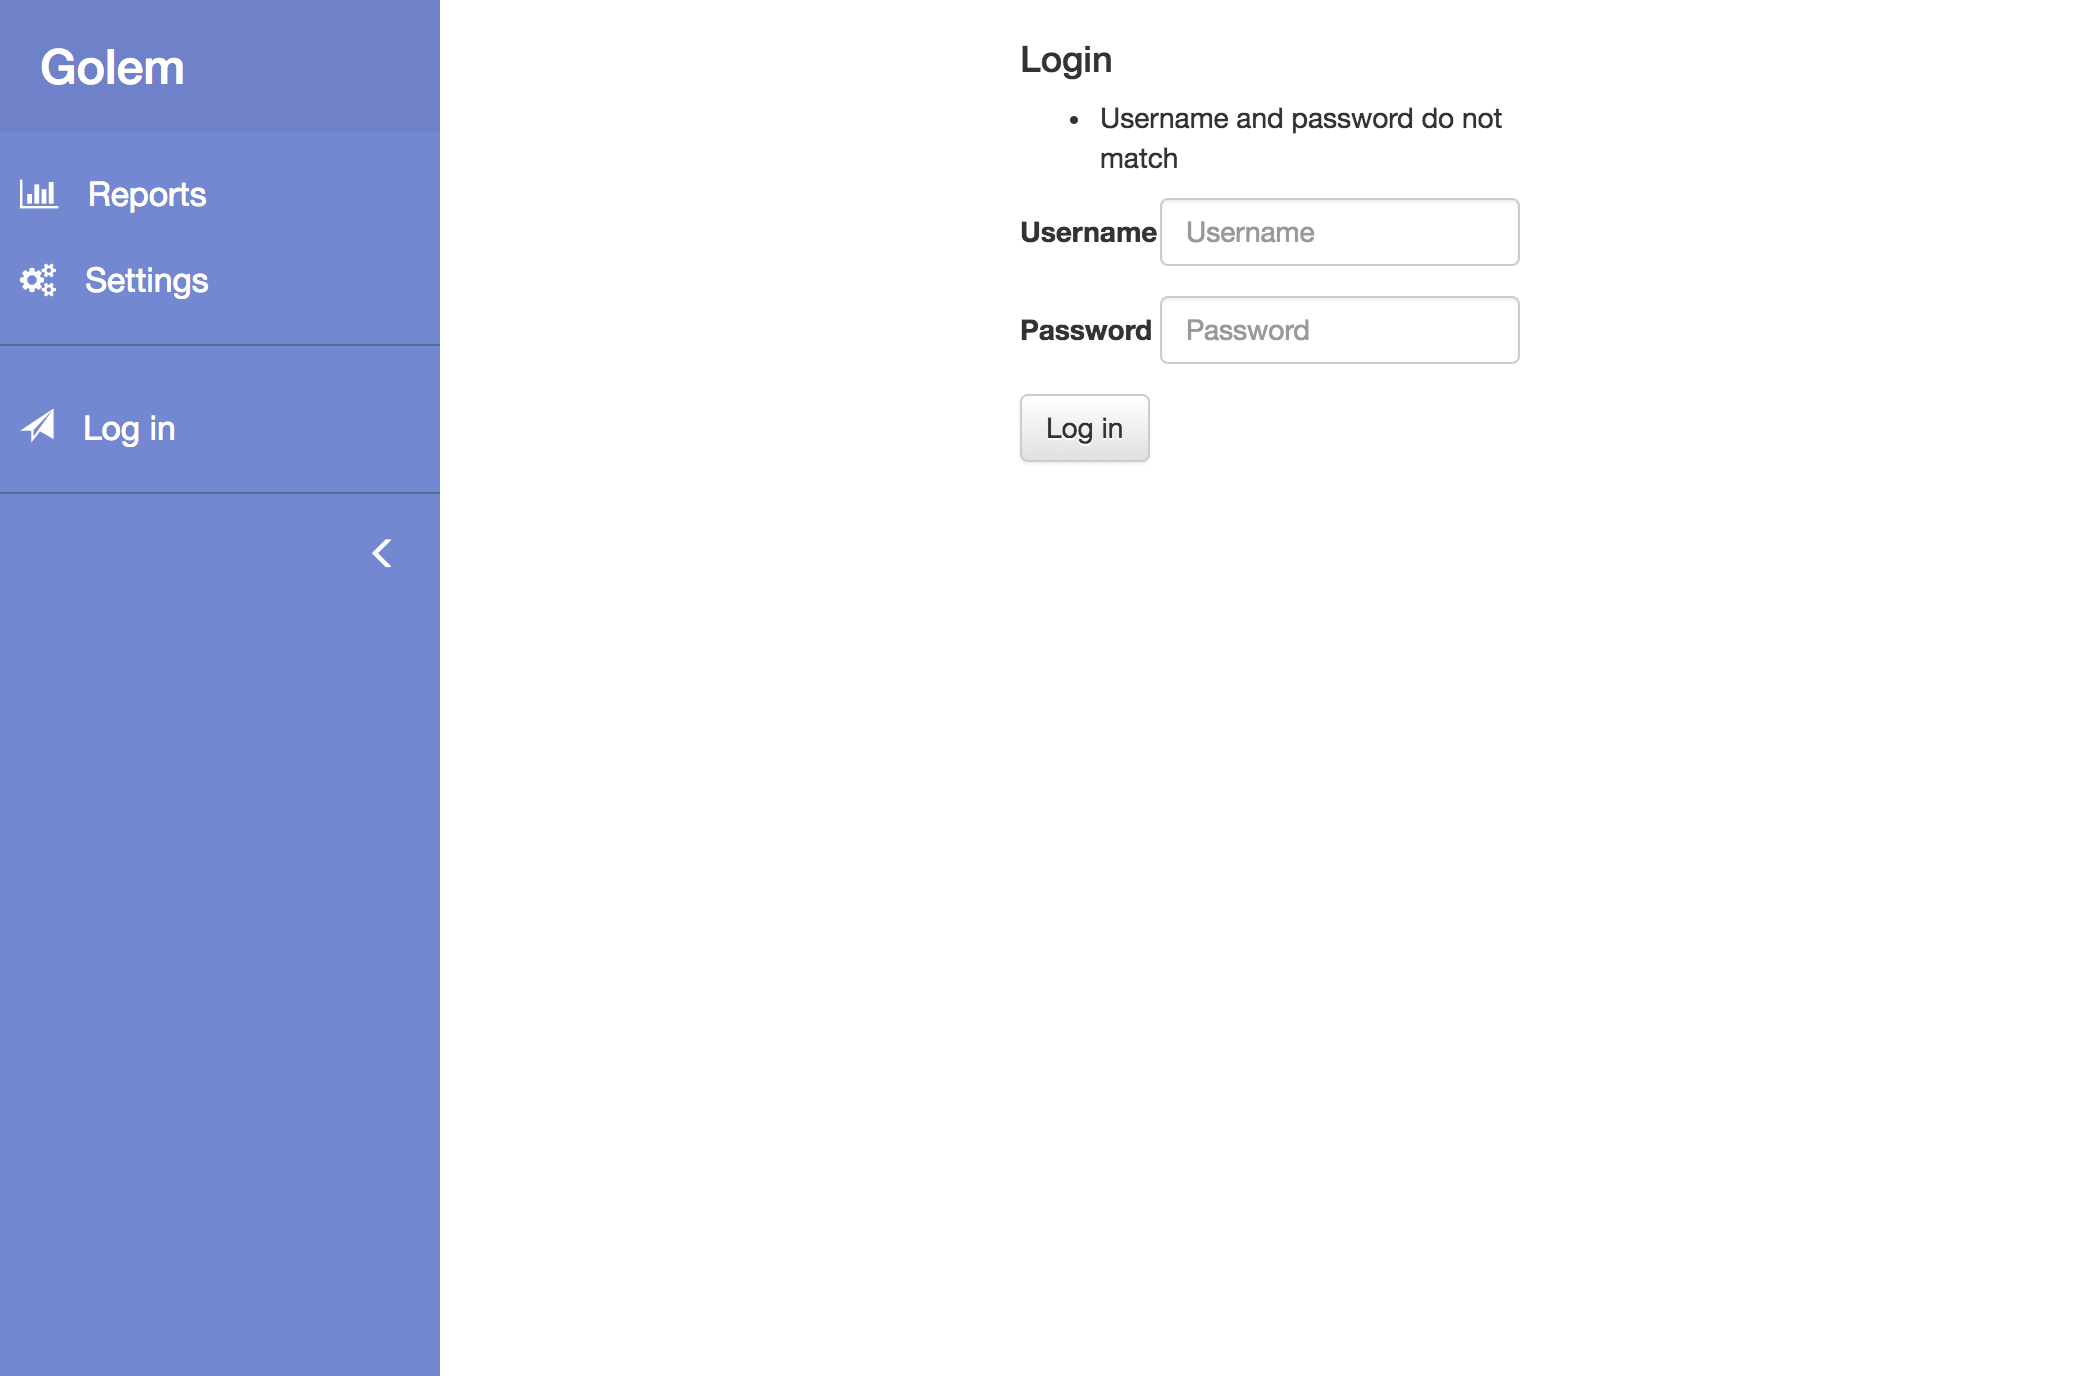 Golem
Reports
Settings
Log in
Login
Username and password do not
match
Username Username
Password Password
Log in